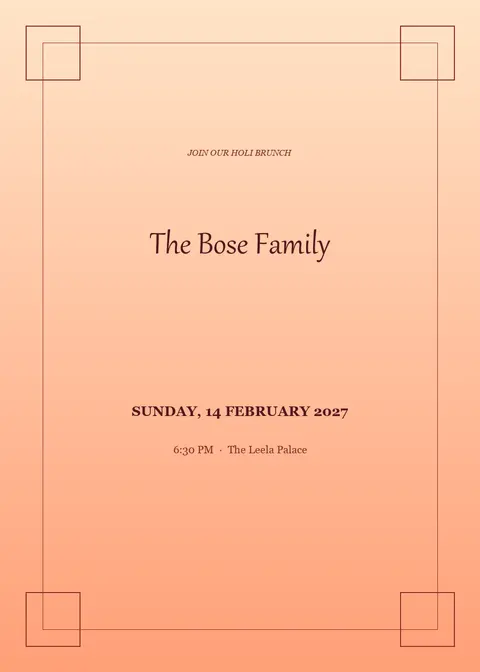 JOIN OUR HOLI BRUNCH
The Bose Family
SUNDAY, 14 FEBRUARY 2027
6:30 PM · The Leela Palace